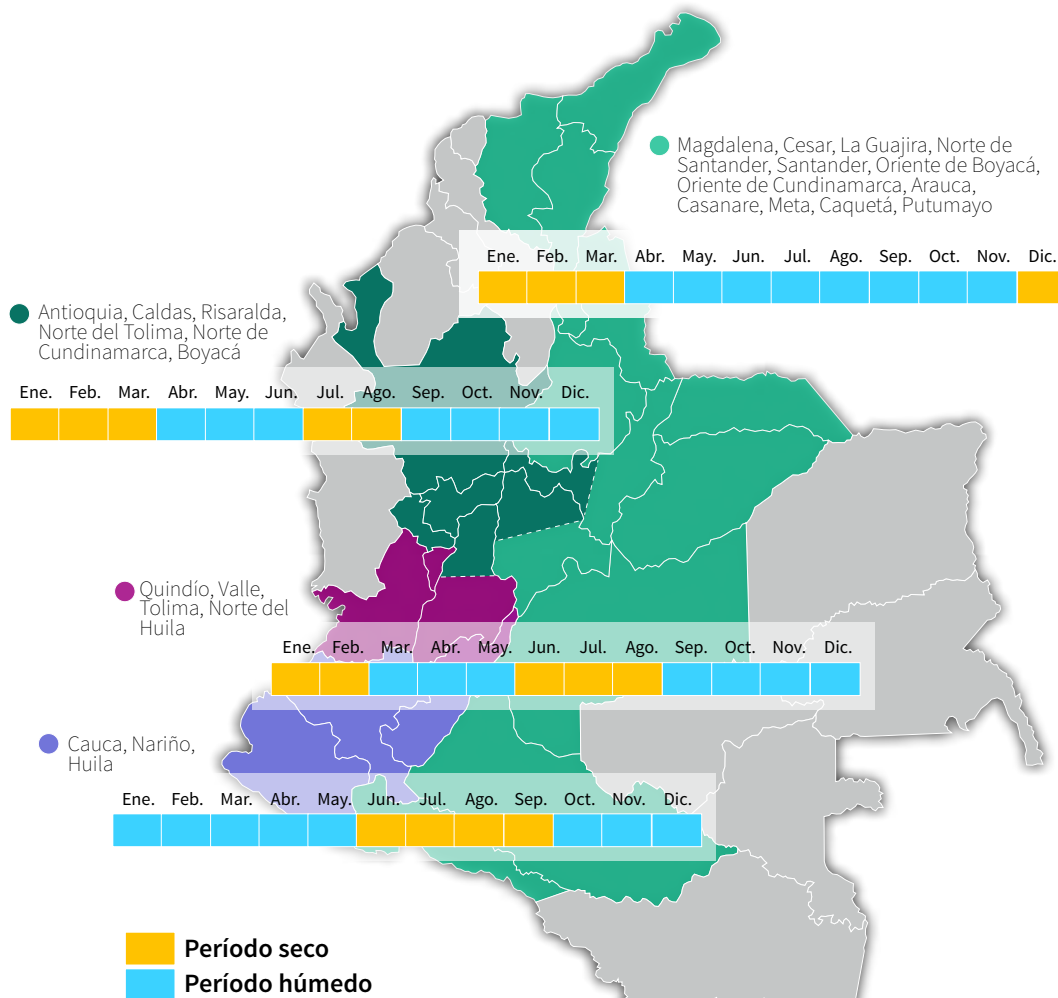 Magdalena, Cesar, La Guajira, Norte de
Santander, Santander, Oriente de Boyacá,
Oriente de Cundinamarca, Arauca,
Casanare, Meta, Caquetá, Putumayo
Ene. Feb. Mar. Abr. May. Jun. Jul. Ago. Sep. Oct. Nov. Dic.
Antioquia, Caldas, Risaralda,
Norte del Tolima, Norte de
Cundinamarca, Boyacá
Ene. Feb. Mar. Abr. May. Jun. Jul. Ago. Sep. Oct. Nov. Dic.
Quindío, Valle,
Tolima, Norte del
Huila
Ene. Feb. Mar. Abr. May. Jun. Jul. Ago. Sep. Oct. Nov. Dic.
Cauca, Nariño,
Huila
Ene. Feb. Mar. Abr. May. Jun. Jul. Ago. Sep. Oct. Nov. Dic.
Período seco
Período húmedo